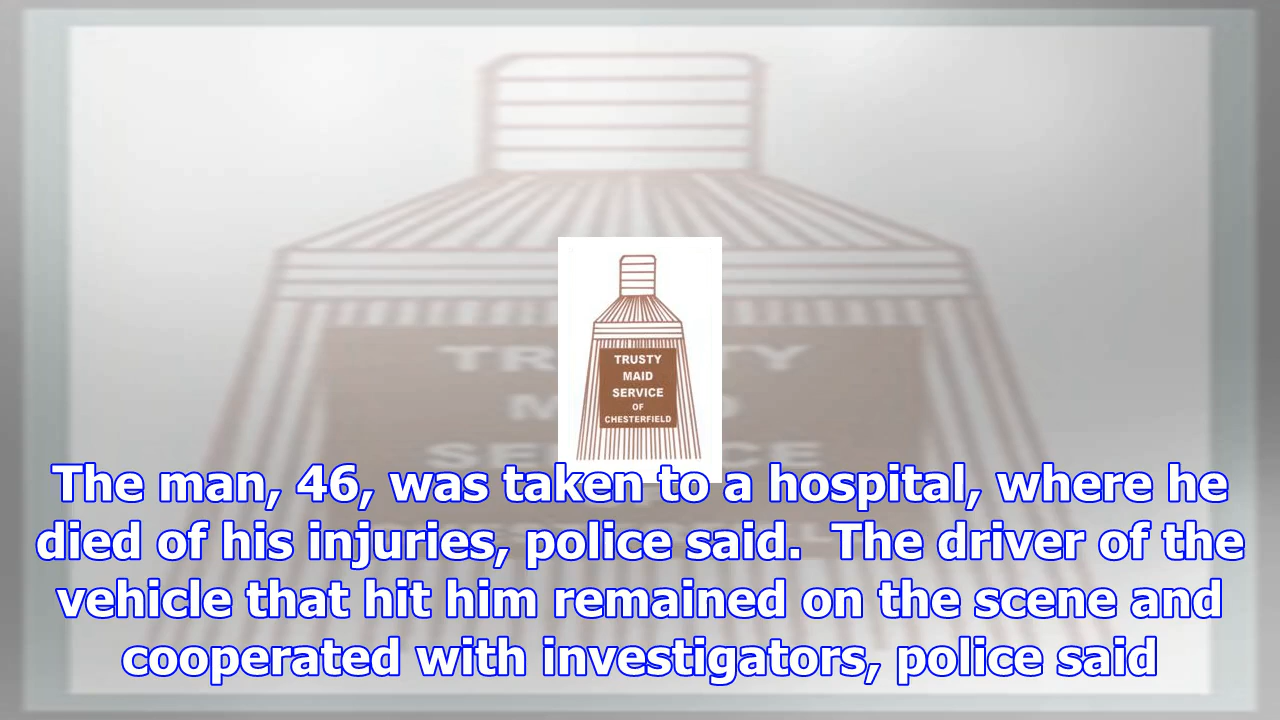 TRUSTY
MAID
SERVICE
OF
CHESTERFIELD
The man, 46, was taken to a hospital, where he
died of his injuries, police said.  The driver of the
vehicle that hit him remained on the scene and
cooperated with investigators, police said